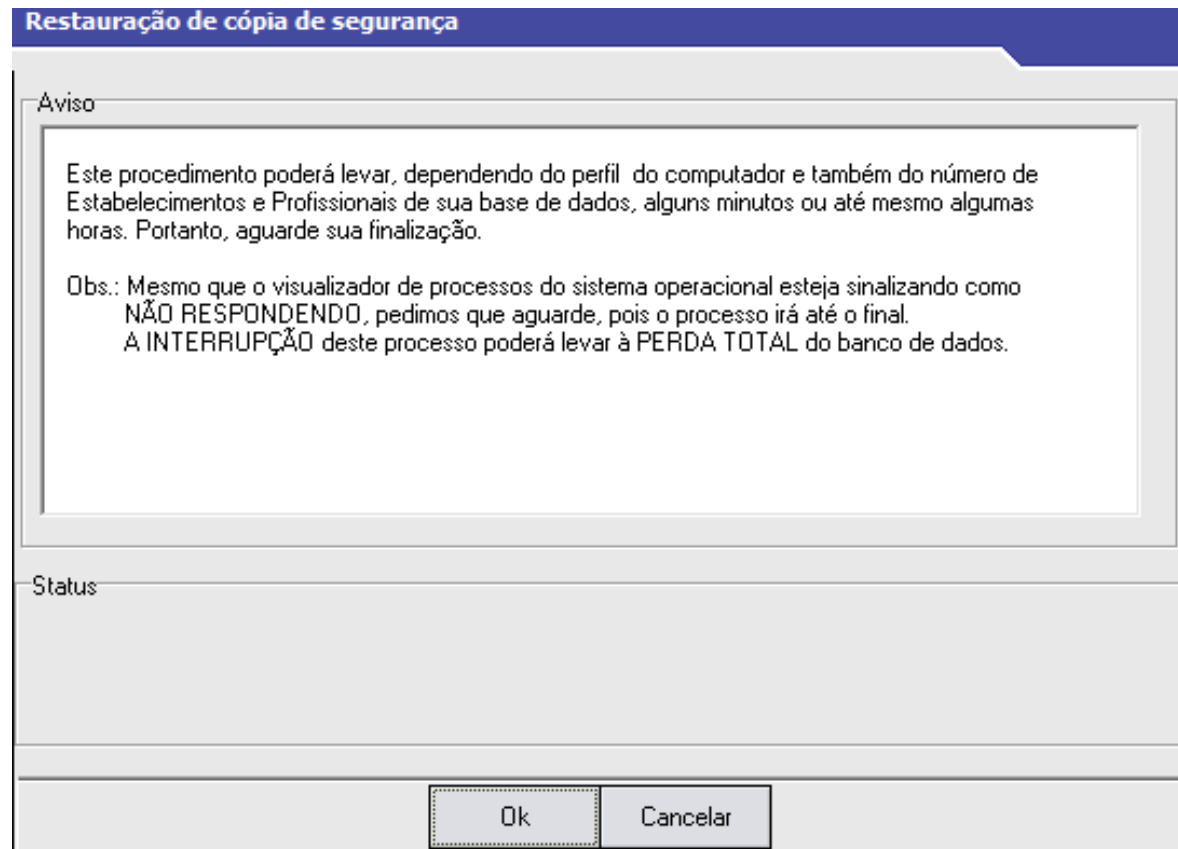 Restauração de cópia de segurança
Aviso
Este procedimento poderá levar, dependendo do perfil  do computador e também do número de
Estabelecimentos e Profissionais de sua base de dados, alguns minutos ou até mesmo algumas
horas. Portanto, aguarde sua finalização.
Obs.: Mesmo que o visualizador de processos do sistema operacional esteja sinalizando como
NÃO RESPONDENDO, pedimos que aguarde, pois o processo irá até o final.
A INTERRUPÇÃO deste processo poderá levar à PERDA TOTAL do banco de dados.
Status
Ok
Cancelar